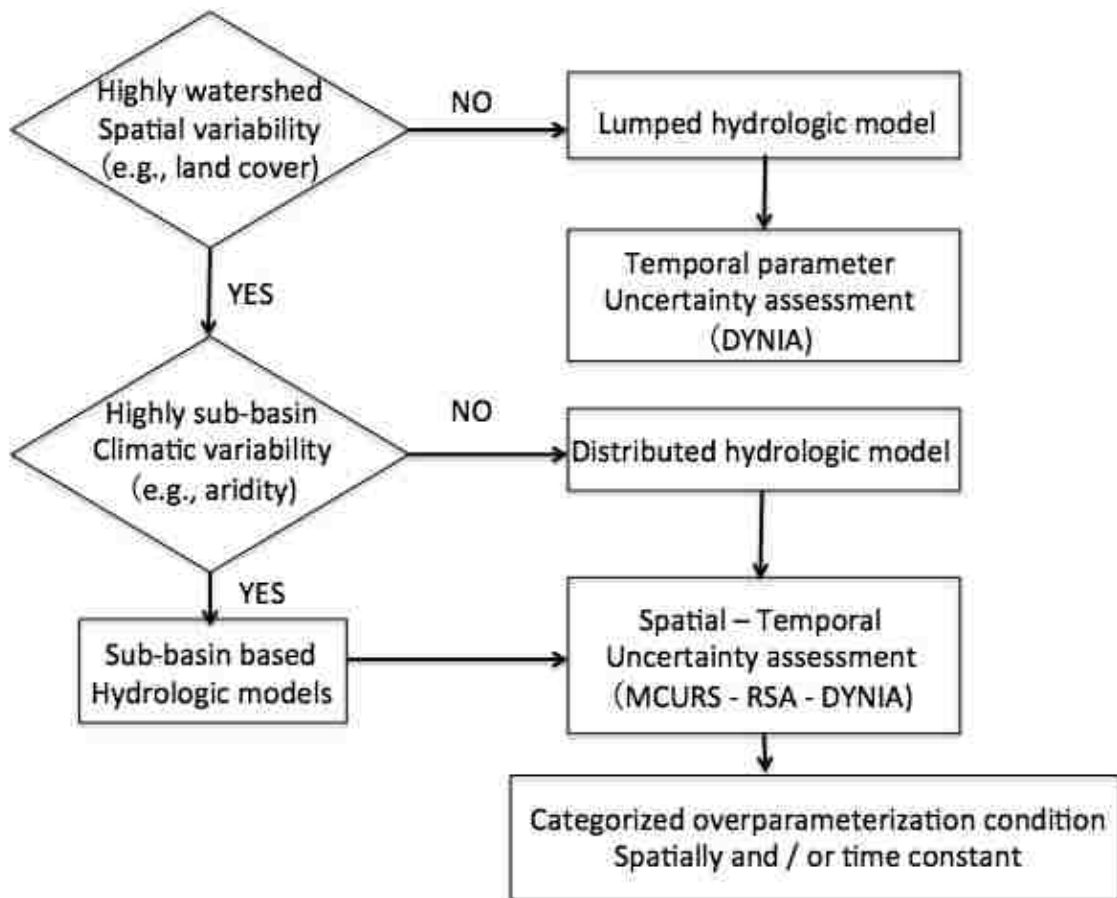 Highly watershed
Spatial variability
(e.g., land cover)
NO
Lumped hydrologic model
Temporal parameter
Uncertainty assessment
(DYNIA)
YES
Highly sub-basin
Climatic variability
(e.g., aridity)
NO
Distributed hydrologic model
YES
Sub-basin based
Hydrologic models
Spatial – Temporal
Uncertainty assessment
(MCURS - RSA - DYNIA)
Categorized overparameterization condition
Spatially and / or time constant